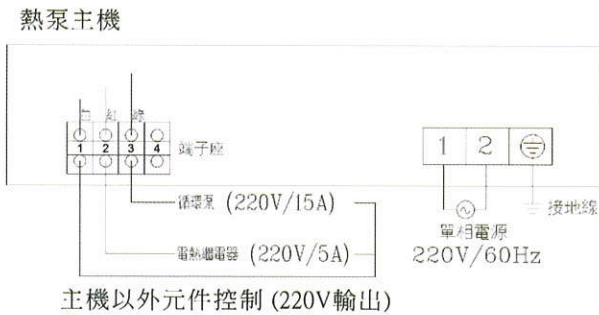 熱泵主機
白 紅 綠
1 2 3 4
端子座
1 2
循環泵 (220V/15A)
接地線
單相電源
電熱繼電器 (220V/5A)
220V/60Hz
主機以外元件控制 (220V輸出)